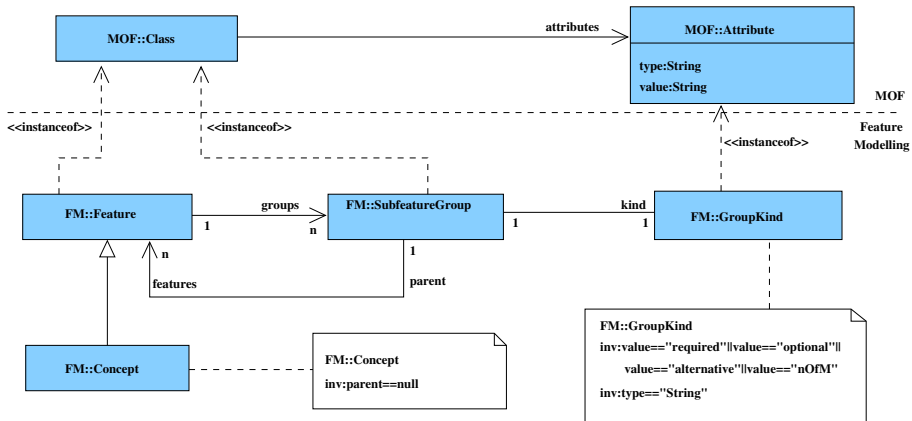 MOF::Class
attributes
MOF::Attribute
type:String
value:String
MOF
<<instanceof>>
<<instanceof>>
Feature
Modelling
<<instanceof>>
FM::Feature
groups
1
n
FM::SubfeatureGroup
kind
1
1
FM::GroupKind
n
1
features
parent
FM::Concept
FM::Concept
inv:parent==null
FM::GroupKind
inv:value=="required"||value=="optional"||
value=="alternative"||value=="nOfM"
inv:type=="String"